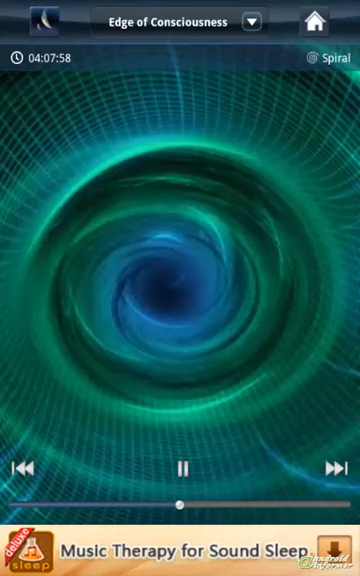 Edge of Consciousness
04:07:58
Spiral
deluxe
sleep
Music Therapy for Sound Sleep
android
informer